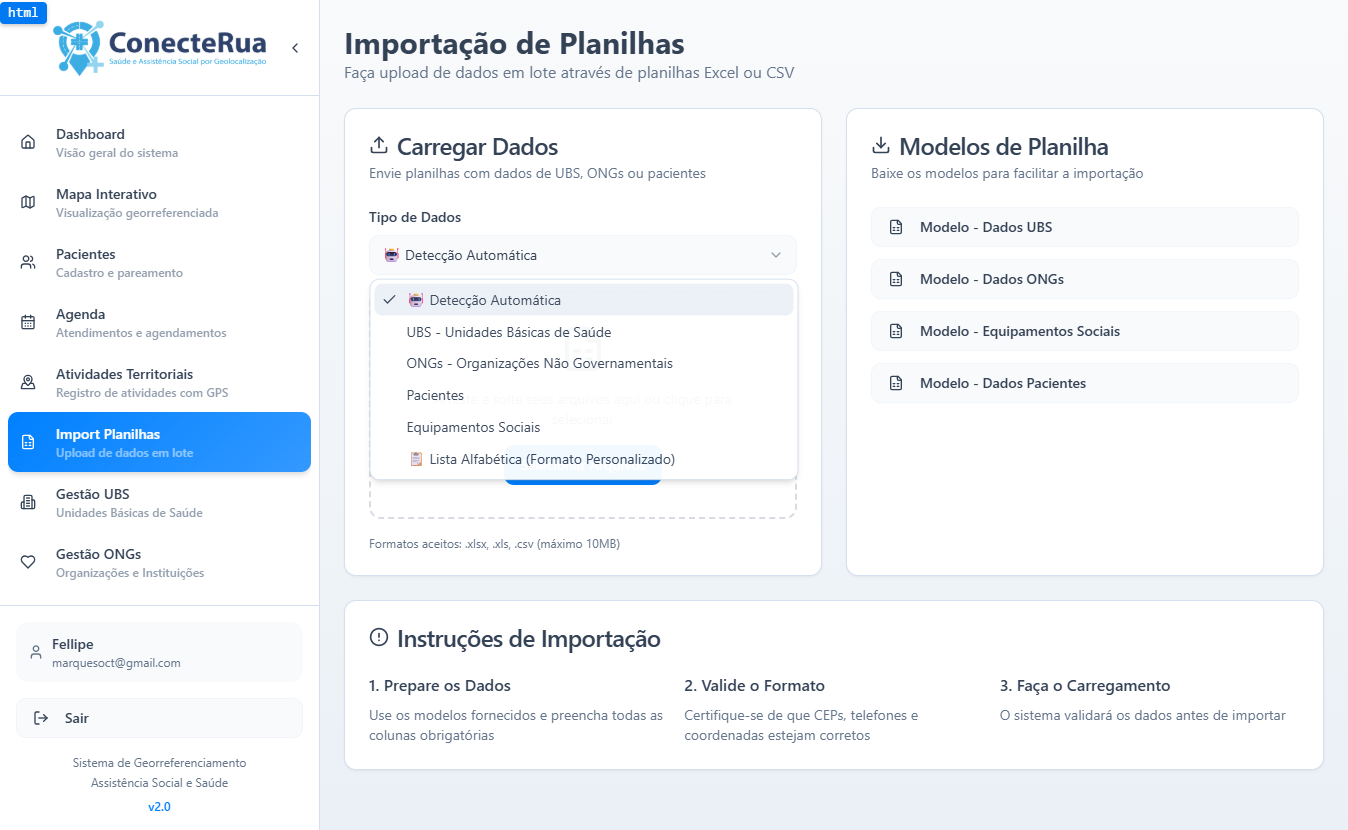 html
ConecteRua
Saúde e Assistência Social por Geolocalização
Dashboard
Visão geral do sistema
Mapa Interativo
Visualização georreferenciada
Pacientes
Cadastro e pareamento
Agenda
Atendimentos e agendamentos
Atividades Territoriais
Registro de atividades com GPS
Import Planilhas
Upload de dados em lote
Gestão UBS
Unidades Básicas de Saúde
Gestão ONGs
Organizações e Instituições
Fellipe
marquesoct@gmail.com
Sair
Sistema de Georreferenciamento
Assistência Social e Saúde
v2.0
Importação de Planilhas
Faça upload de dados em lote através de planilhas Excel ou CSV
Carregar Dados
Envie planilhas com dados de UBS, ONGs ou pacientes
Tipo de Dados
Detecção Automática
Detecção Automática
UBS - Unidades Básicas de Saúde
ONGs - Organizações Não Governamentais
Pacientes
e solte seus arquivos aqui ou clique para
selecionar
Equipamentos Sociais
Lista Alfabética (Formato Personalizado)
Formatos aceitos: .xlsx, .xls, .csv (máximo 10MB)
Modelos de Planilha
Baixe os modelos para facilitar a importação
Modelo - Dados UBS
Modelo - Dados ONGs
Modelo - Equipamentos Sociais
Modelo - Dados Pacientes
Instruções de Importação
1. Prepare os Dados
Use os modelos fornecidos e preencha todas as
colunas obrigatórias
2. Valide o Formato
Certifique-se de que CEPs, telefones e
coordenadas estejam corretos
3. Faça o Carregamento
O sistema validará os dados antes de importar